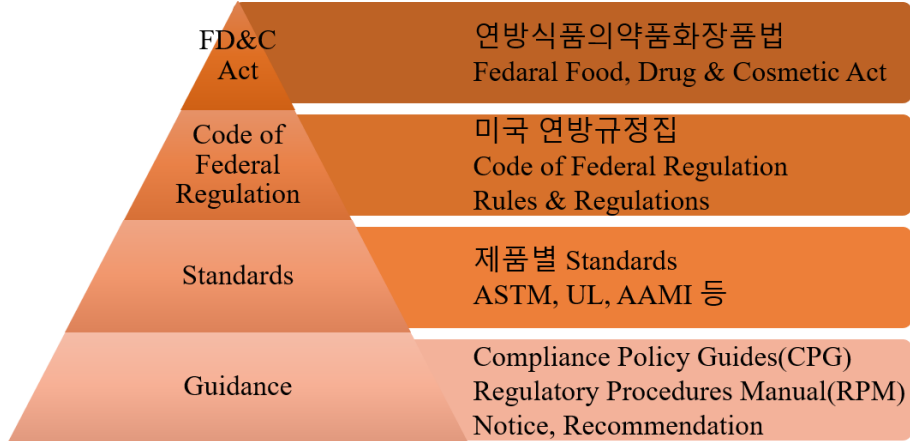 FD&C
Act
연방식품의약품화장품법
Fedaral Food, Drug & Cosmetic Act
Code of
Federal
Regulation
미국 연방규정집
Code of Federal Regulation
Rules & Regulations
Standards
제품별 Standards
ASTM, UL, AAMI 등
Guidance
Compliance Policy Guides(CPG)
Regulatory Procedures Manual(RPM)
Notice, Recommendation